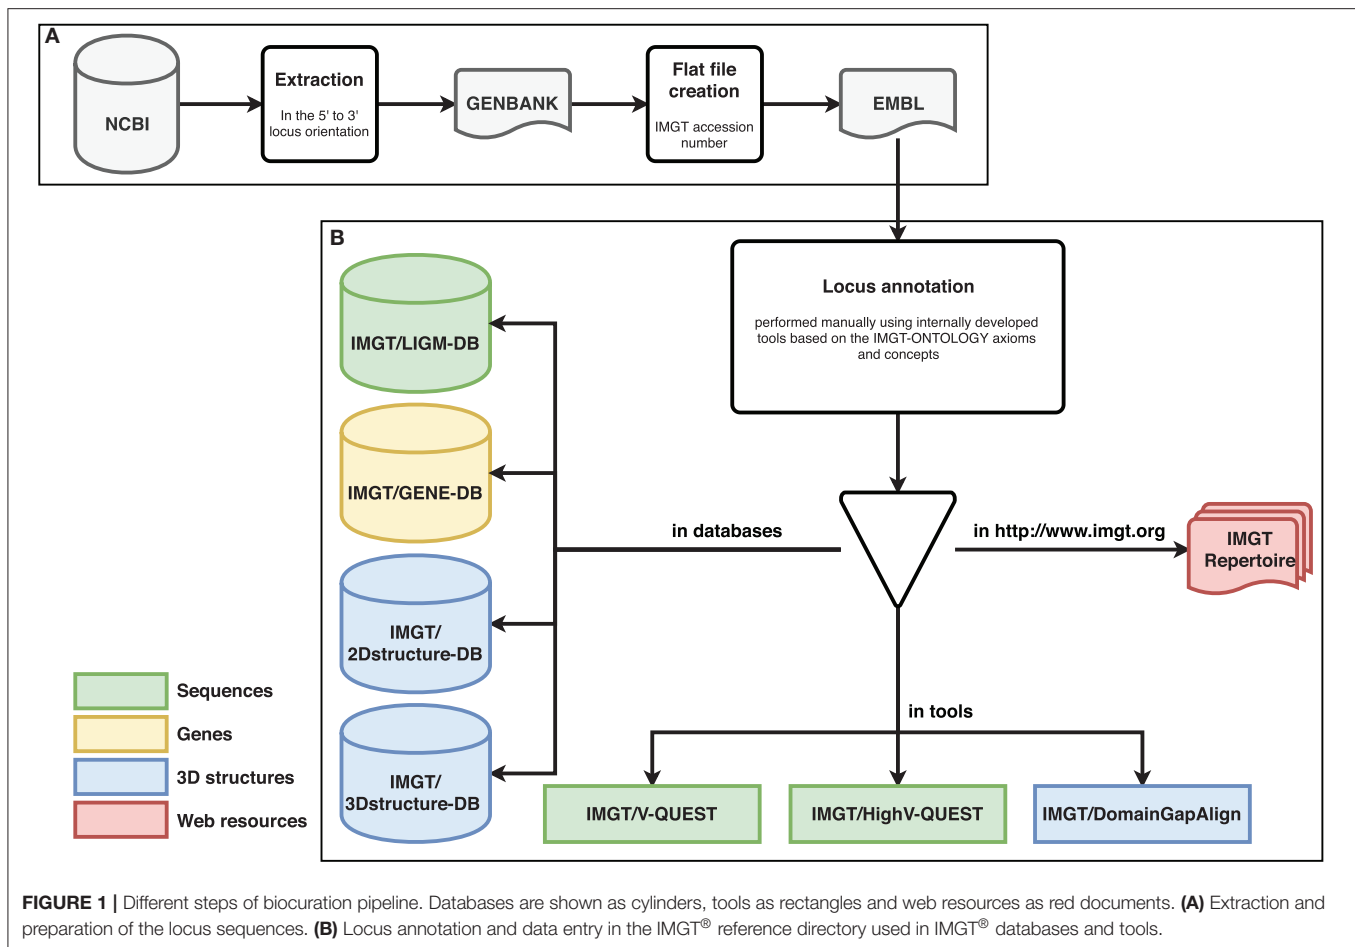 A
NCBI
Extraction
In the 5' to 3'
locus orientation
GENBANK
Flat file
creation
IMGT accession
number
EMBL
B
Locus annotation
performed manually using internally developed
tools based on the IMGT-ONTOLOGY axioms
and concepts
IMGT/LIGM-DB
IMGT/GENE-DB
in databases
in http://www.imgt.org
IMGT
Repertoire
IMGT/
2Dstructure-DB
IMGT/
3Dstructure-DB
in tools
IMGT/V-QUEST
IMGT/HighV-QUEST
IMGT/DomainGapAlign
Sequences
Genes
3D structures
Web resources
FIGURE 1 | Different steps of biocuration pipeline. Databases are shown as cylinders, tools as rectangles and web resources as red documents. (A) Extraction and
preparation of the locus sequences. (B) Locus annotation and data entry in the IMGT® reference directory used in IMGT® databases and tools.